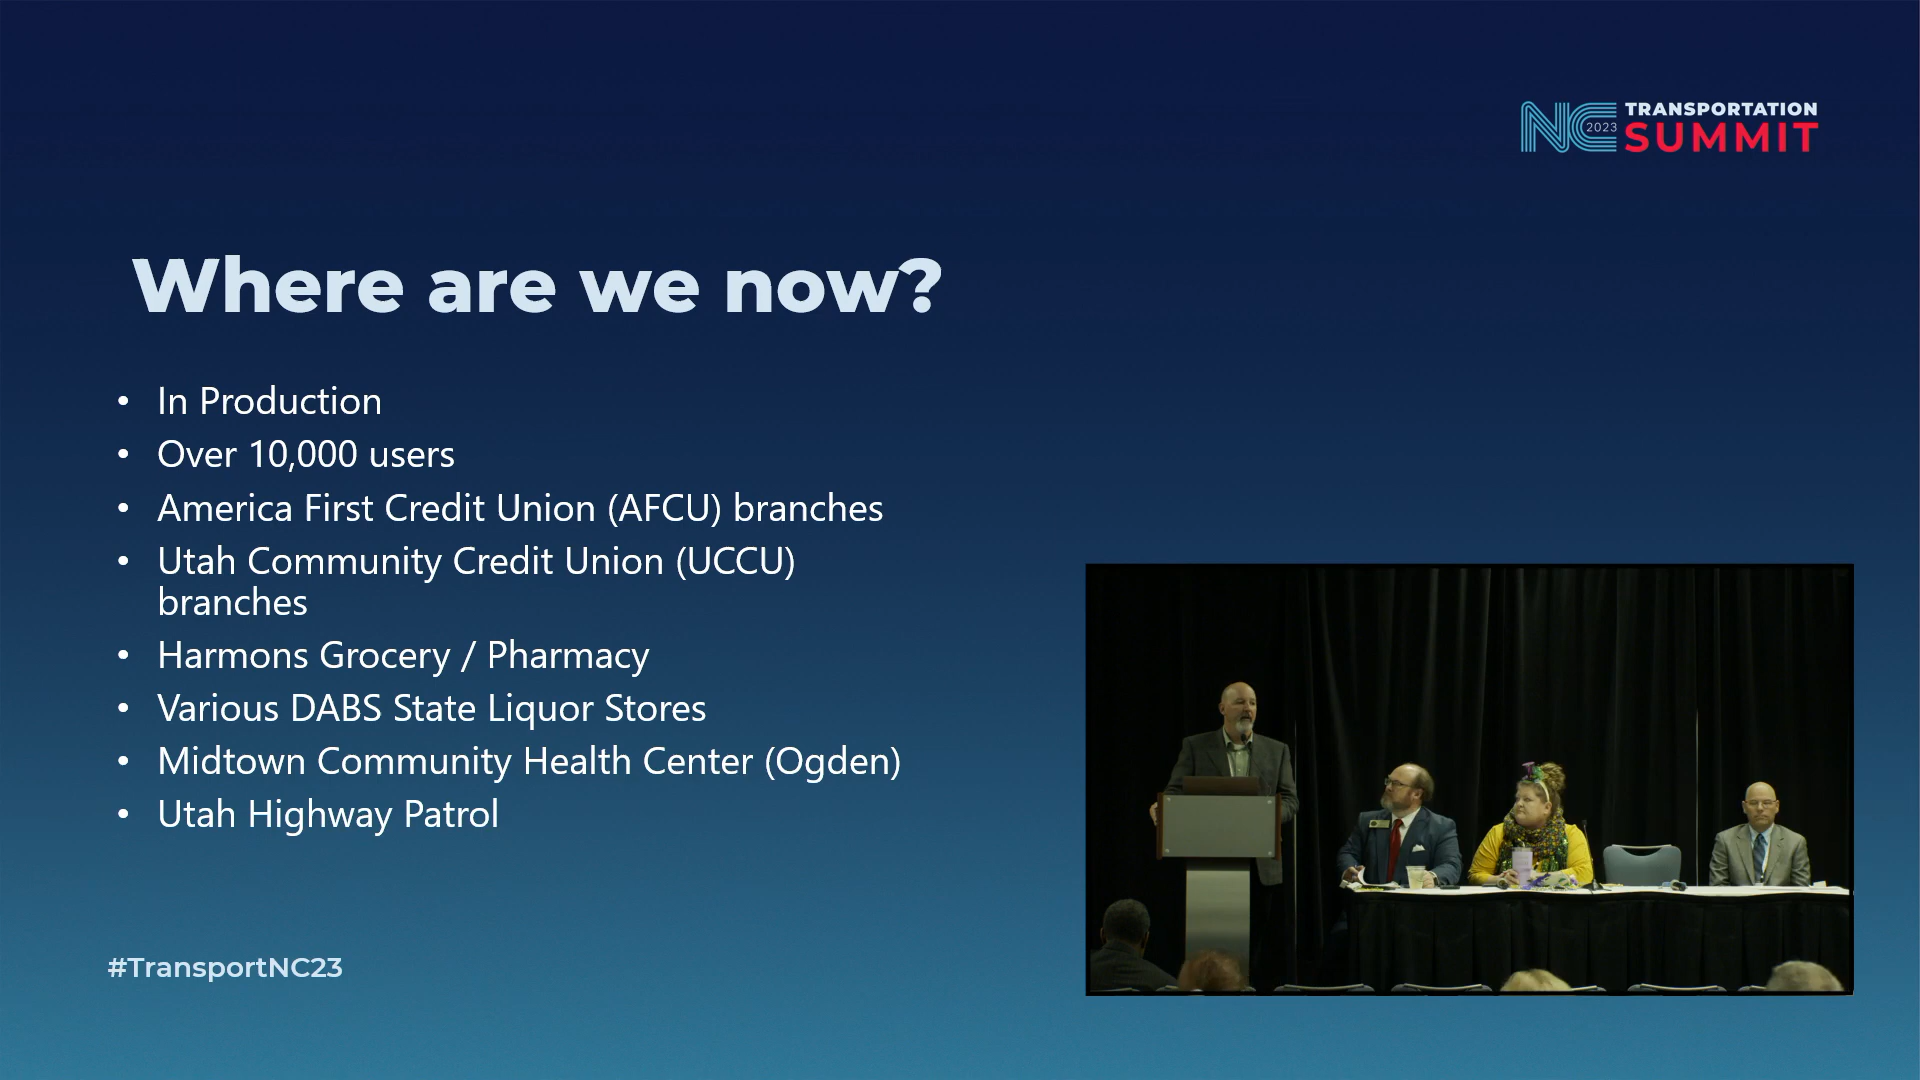 NC 2023 TRANSPORTATION
SUMMIT
Where are we now?
• In Production
• Over 10,000 users
• America First Credit Union (AFCU) branches
• Utah Community Credit Union (UCCU)
branches
• Harmons Grocery / Pharmacy
• Various DABS State Liquor Stores
• Midtown Community Health Center (Ogden)
• Utah Highway Patrol
#TransportNC23